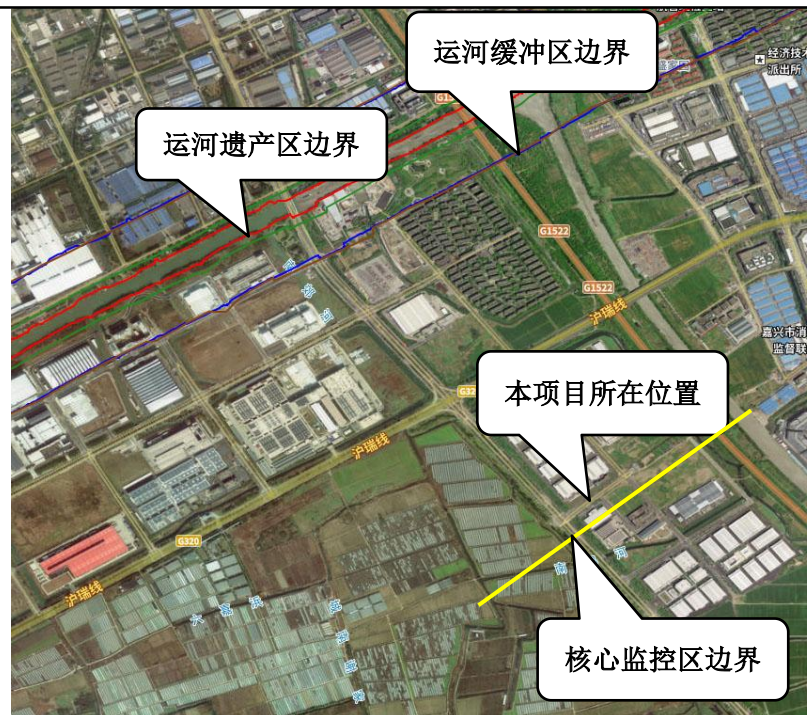 运河缓冲区边界
经济技术
派出所
运河遗产区边界
G1522
G1522
沪瑞线
嘉兴市消
监督联
本项目所在位置
沪瑞线
G320
沪瑞线
河
南
核心监控区边界